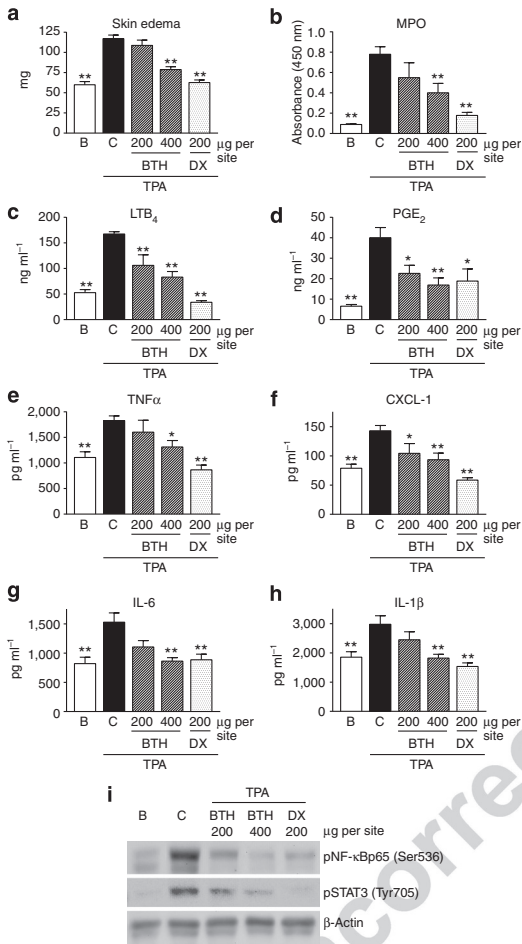 a
Skin edema
mg
125
100
75
50
25
0
**
**
**
B C 200 400 200 μg per
site
BTH DX
TPA
b
MPO
Absorbance (450 nm)
1.0
0.8
0.6
0.4
0.2
0.0
**
**
**
B C 200 400 200 μg per
site
BTH DX
TPA
c
LTB4
ng ml−1
200
150
100
50
0
**
**
**
**
B C 200 400 200 μg per
site
BTH DX
TPA
d
PGE2
ng ml−1
50
40
30
20
10
0
**
*
**
*
B C 200 400 200 μg per
site
BTH DX
TPA
e
TNFα
pg ml−1
2,000
1,500
1,000
500
0
**
*
**
B C 200 400 200 μg per
site
BTH DX
TPA
f
CXCL-1
pg ml−1
150
100
50
0
**
*
**
**
B C 200 400 200 μg per
site
BTH DX
TPA
g
IL-6
pg ml−1
1,500
1,000
500
0
**
**
**
B C 200 400 200 μg per
site
BTH DX
TPA
h
IL-1β
pg ml−1
3,000
2,000
1,000
0
**
**
**
B C 200 400 200 μg per
site
BTH DX
TPA
i
TPA
B C BTH BTH DX
200 400 200 μg per site
pNF-κBp65 (Ser536)
pSTAT3 (Tyr705)
β-Actin
correc